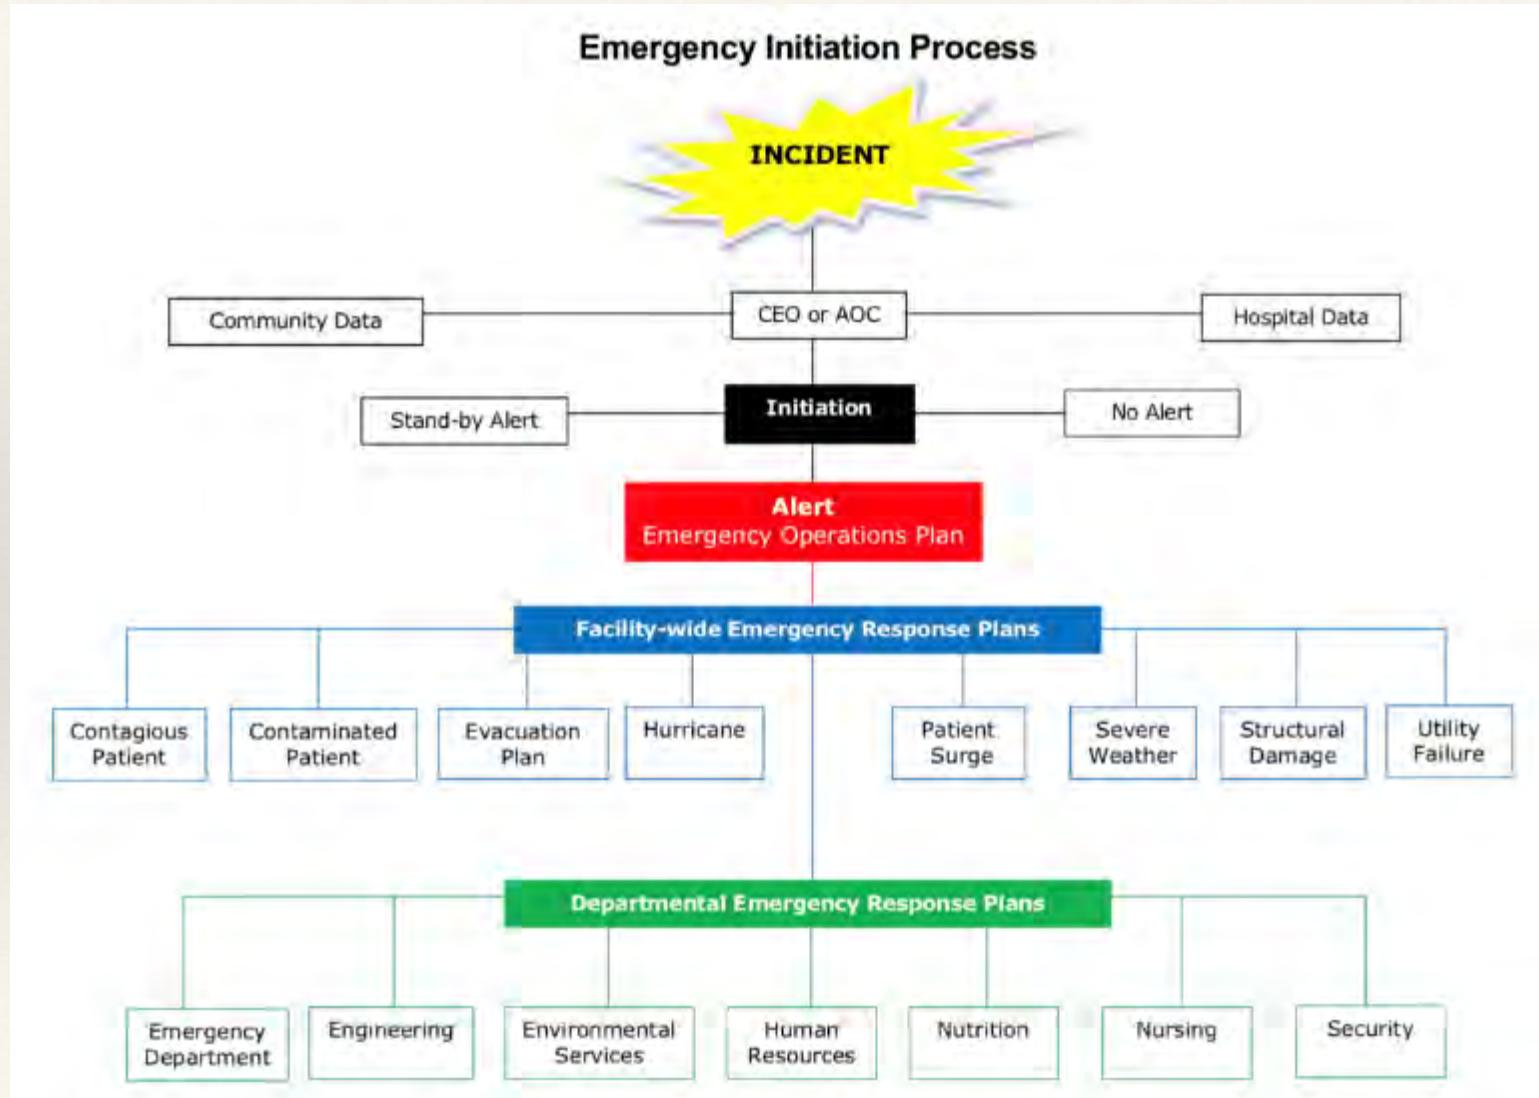 Emergency Initiation Process
INCIDENT
Community Data
CEO or AOC
Hospital Data
Stand-by Alert
Initiation
No Alert
Alert
Emergency Operations Plan
Facility-wide Emergency Response Plans
Contagious
Patient
Contaminated
Patient
Evacuation
Plan
Hurricane
Patient
Surge
Severe
Weather
Structural
Damage
Utility
Failure
Departmental Emergency Response Plans
Emergency
Department
Engineering
Environmental
Services
Human
Resources
Nutrition
Nursing
Security